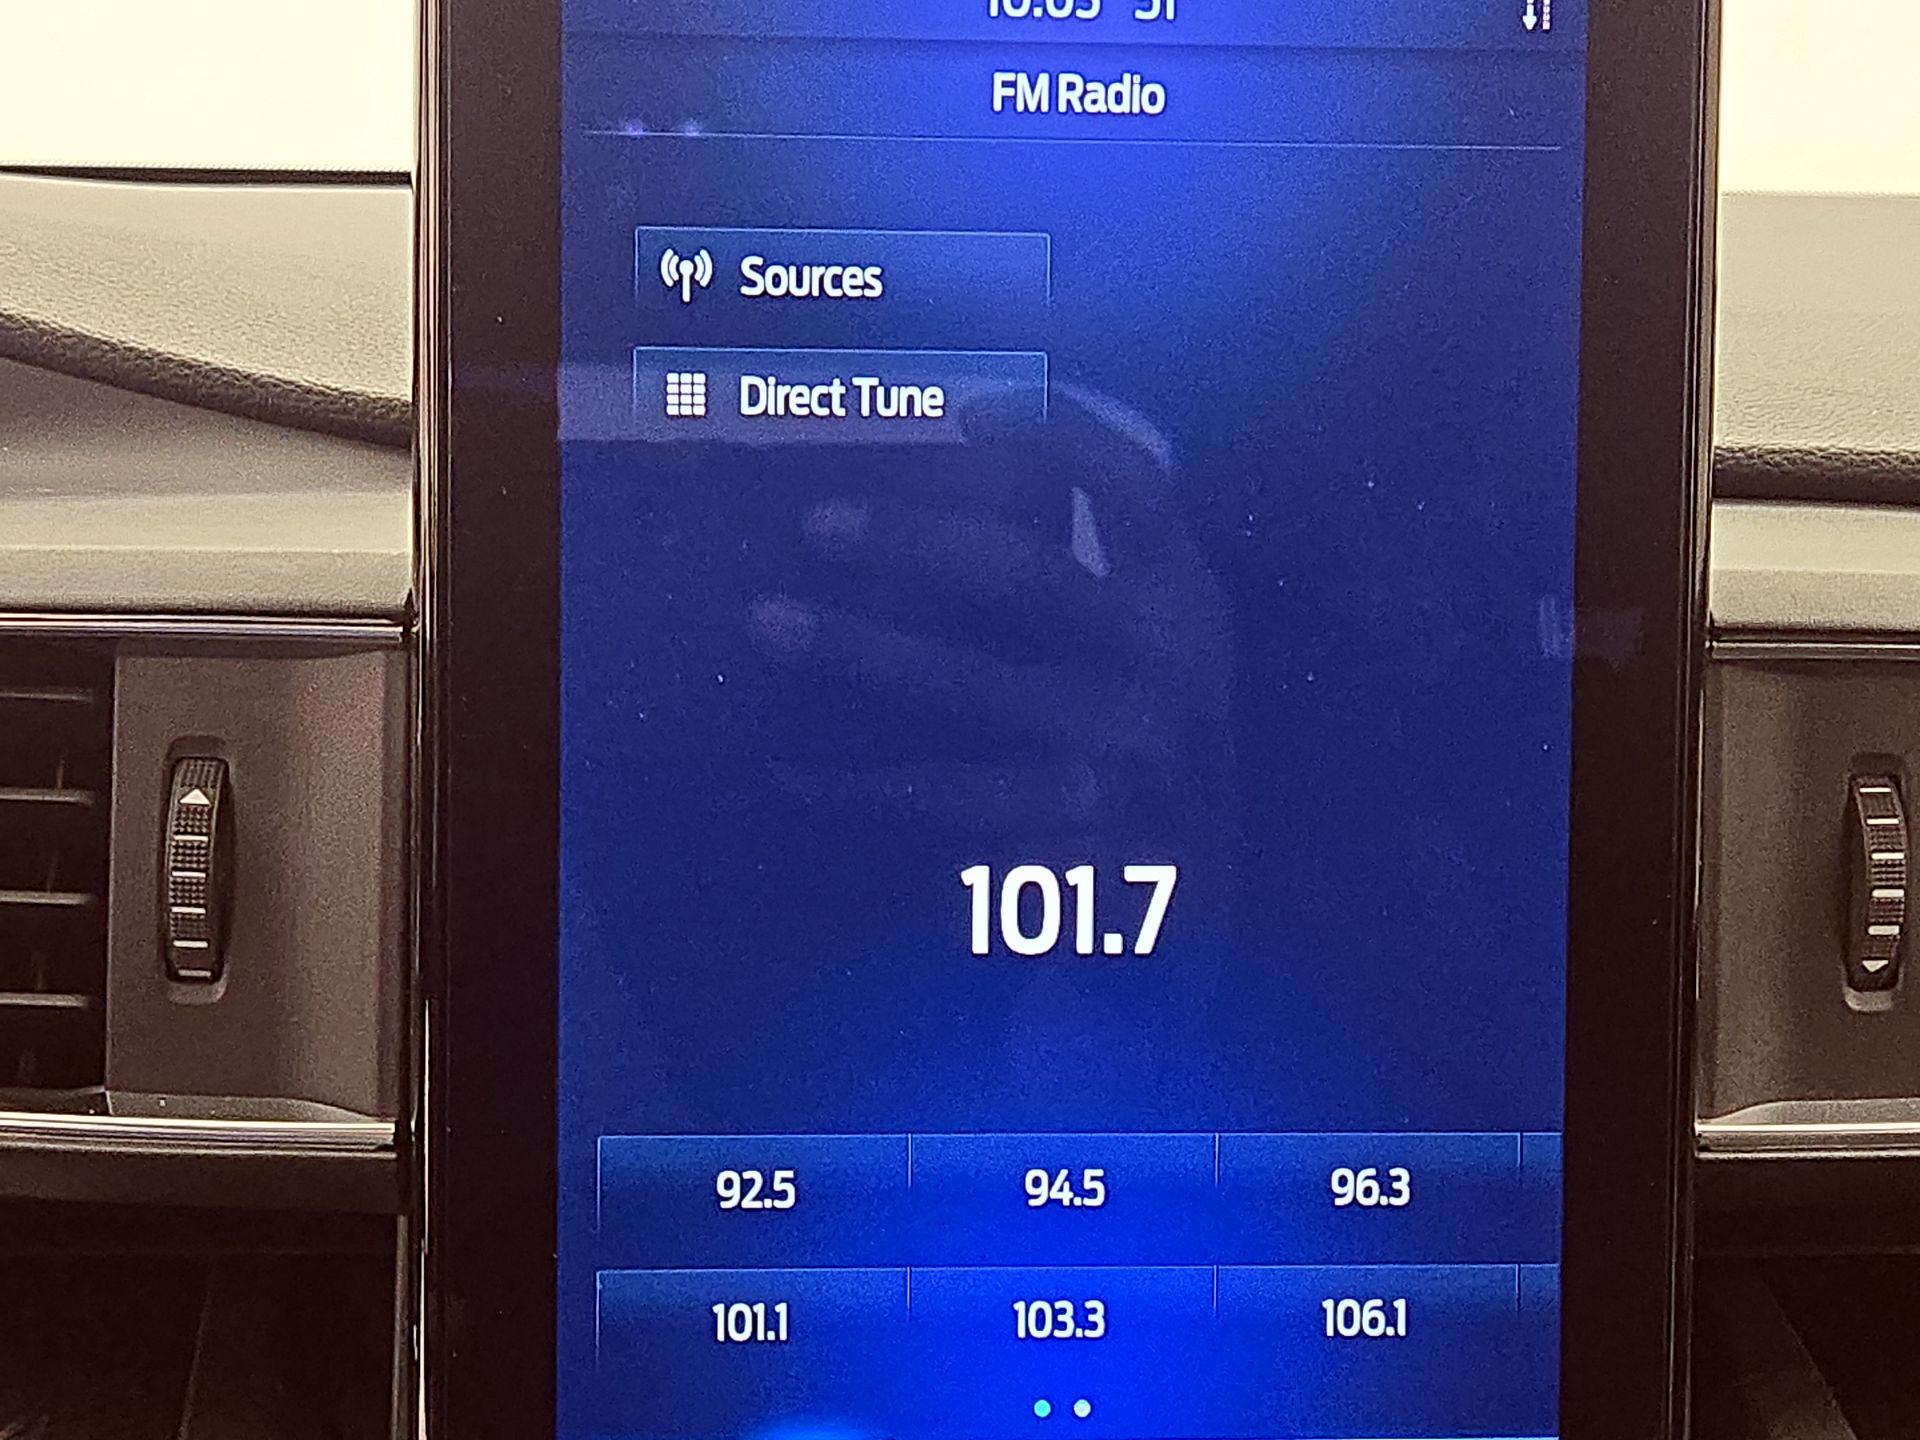 FM Radio
Sources
Direct Tune
101.7
92.5 94.5 96.3
101.1 103.3 106.1